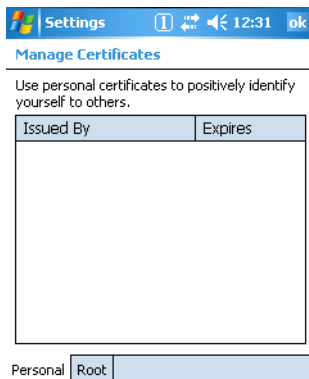 Settings 1 12:31 ok
Manage Certificates
Use personal certificates to positively identify
yourself to others.
Issued By Expires
Personal Root